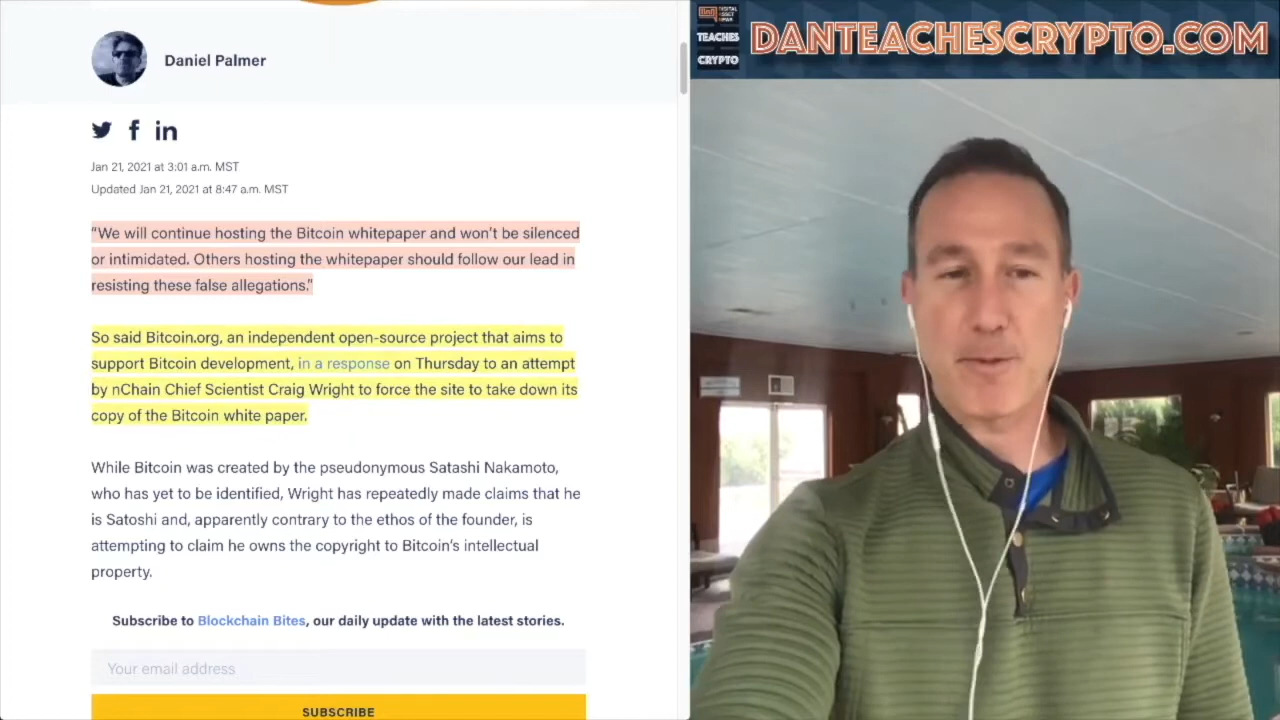 Daniel Palmer
Jan 21, 2021 at 3:01 a.m. MST
Updated Jan 21, 2021 at 8:47 a.m. MST
“We will continue hosting the Bitcoin whitepaper and won’t be silenced
or intimidated. Others hosting the whitepaper should follow our lead in
resisting these false allegations.”
So said Bitcoin.org, an independent open-source project that aims to
support Bitcoin development, in a response on Thursday to an attempt
by nChain Chief Scientist Craig Wright to force the site to take down its
copy of the Bitcoin white paper.
While Bitcoin was created by the pseudonymous Satashi Nakamoto,
who has yet to be identified, Wright has repeatedly made claims that he
is Satoshi and, apparently contrary to the ethos of the founder, is
attempting to claim he owns the copyright to Bitcoin’s intellectual
property.
Subscribe to Blockchain Bites, our daily update with the latest stories.
Your email address
SUBSCRIBE
DIGITAL
ASSET
NEWS
TEACHES
CRYPTO
DANTEACHESCRYPTO.COM